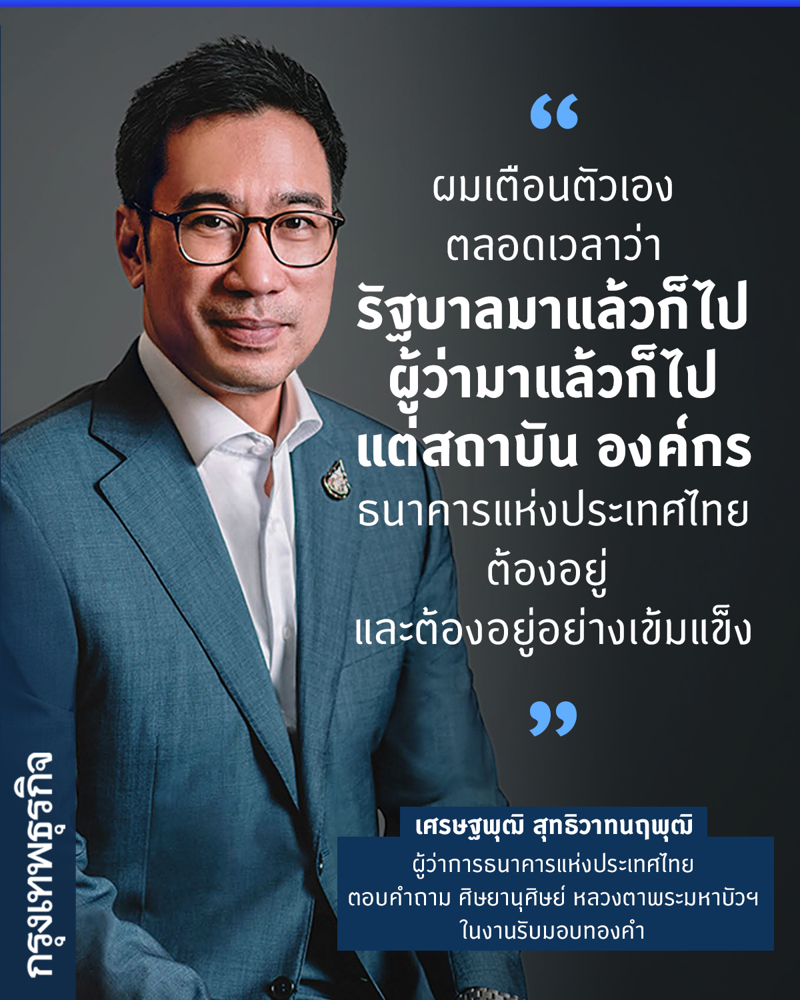 “
ผมเตือนตัวเอง
ตลอดเวลาว่า
รัฐบาลมาแล้วก็ไป
ผู้ว่ามาแล้วก็ไป
แต่สถาบัน องค์กร
ธนาคารแห่งประเทศไทย
ต้องอยู่
และต้องอยู่อย่างเข้มแข็ง
”
เศรษฐพุฒิ สุทธิวาทนฤพุฒิ
ผู้ว่าการธนาคารแห่งประเทศไทย
ตอบคำถาม ศิษยานุศิษย์ หลวงตาพระมหาบัวฯ
ในงานรับมอบทองคำ
กรุงเทพธุรกิจ